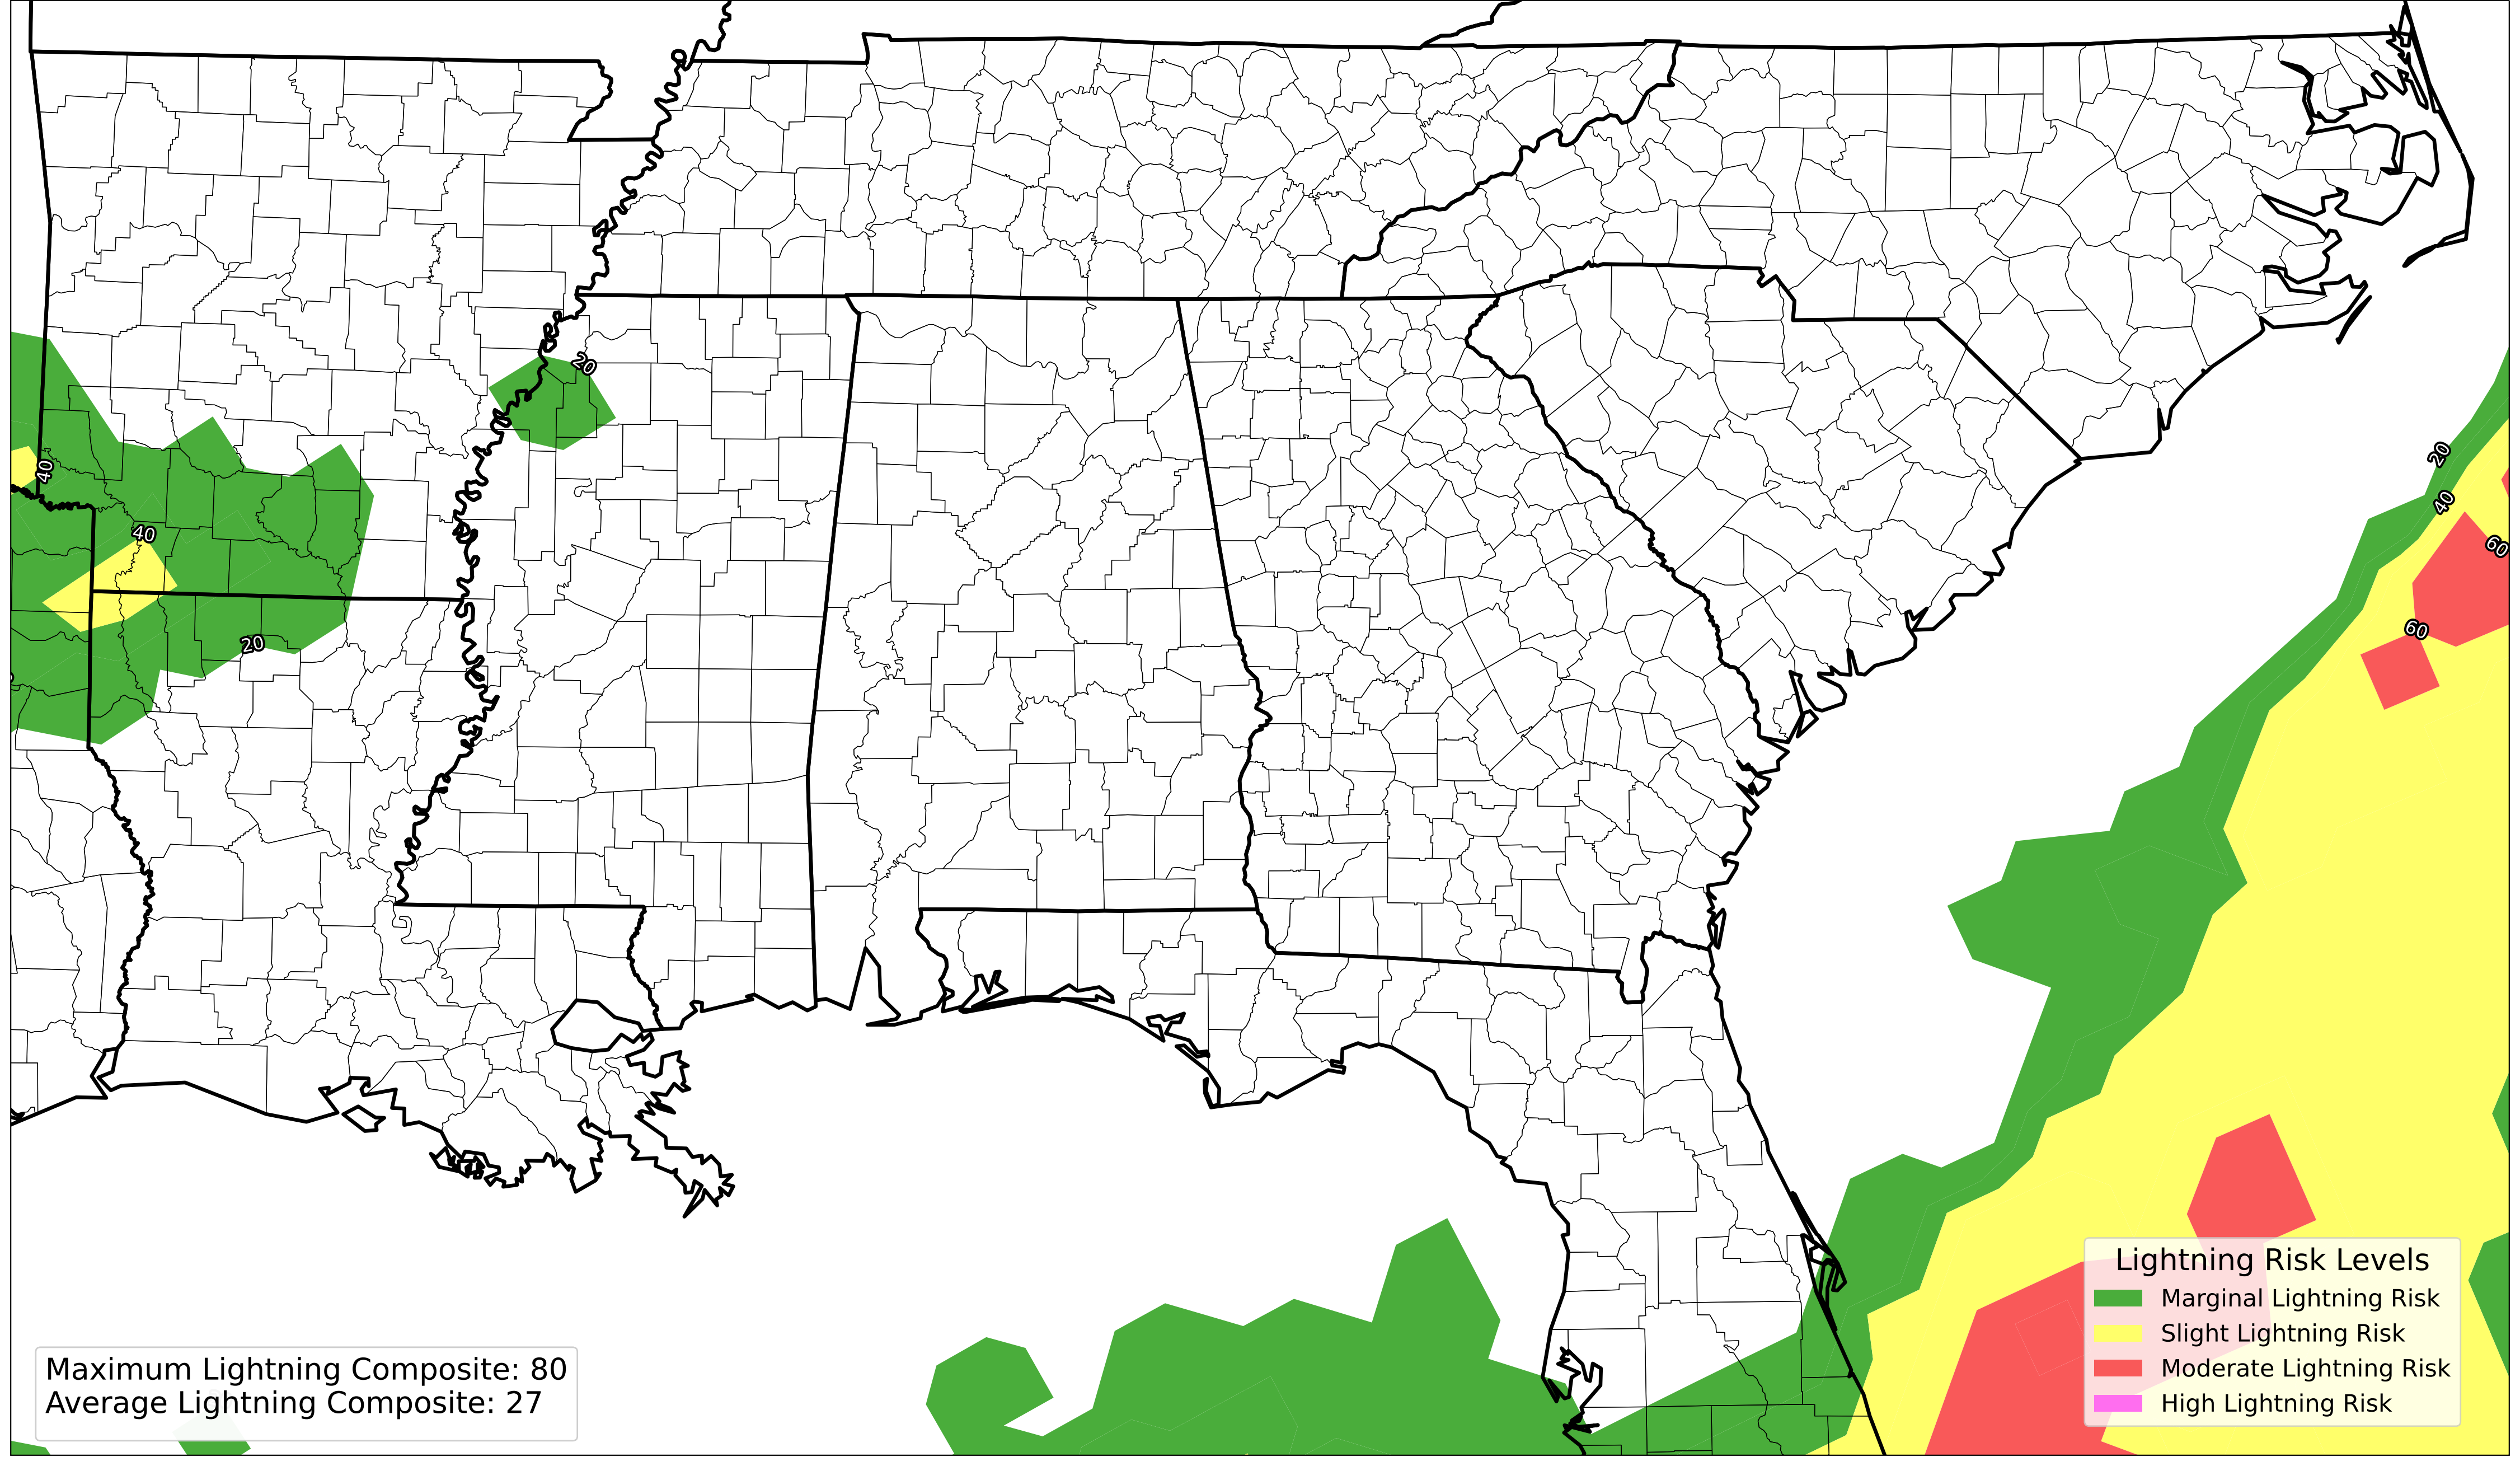 20
40
20
40
40
60
60
20
Lightning Risk Levels
Marginal Lightning Risk
Slight Lightning Risk
Moderate Lightning Risk
High Lightning Risk
Maximum Lightning Composite: 80
Average Lightning Composite: 27